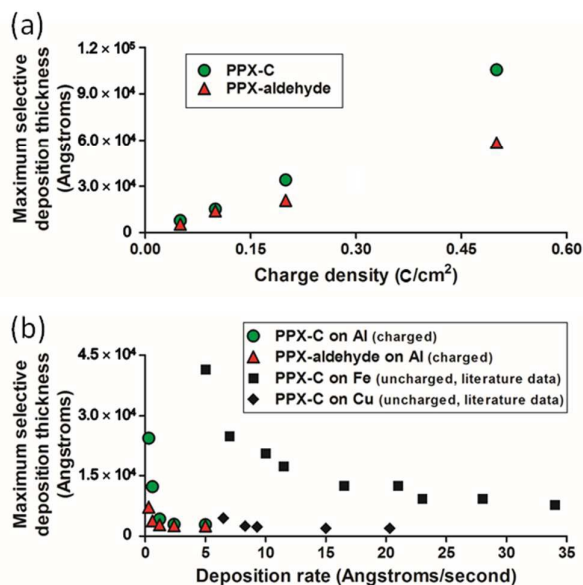 (a)
1.2 × 10⁵
9.0 × 10⁴
6.0 × 10⁴
3.0 × 10⁴
0
Maximum selective
deposition thickness
(Angstroms)
PPX-C
PPX-aldehyde
0.00 0.15 0.30 0.45 0.60
Charge density (C/cm²)
(b)
4.5 × 10⁴
3.0 × 10⁴
1.5 × 10⁴
0
Maximum selective
deposition thickness
(Angstroms)
PPX-C on Al (charged)
PPX-aldehyde on Al (charged)
PPX-C on Fe (uncharged, literature data)
PPX-C on Cu (uncharged, literature data)
0 5 10 15 20 25 30 35
Deposition rate (Angstroms/second)